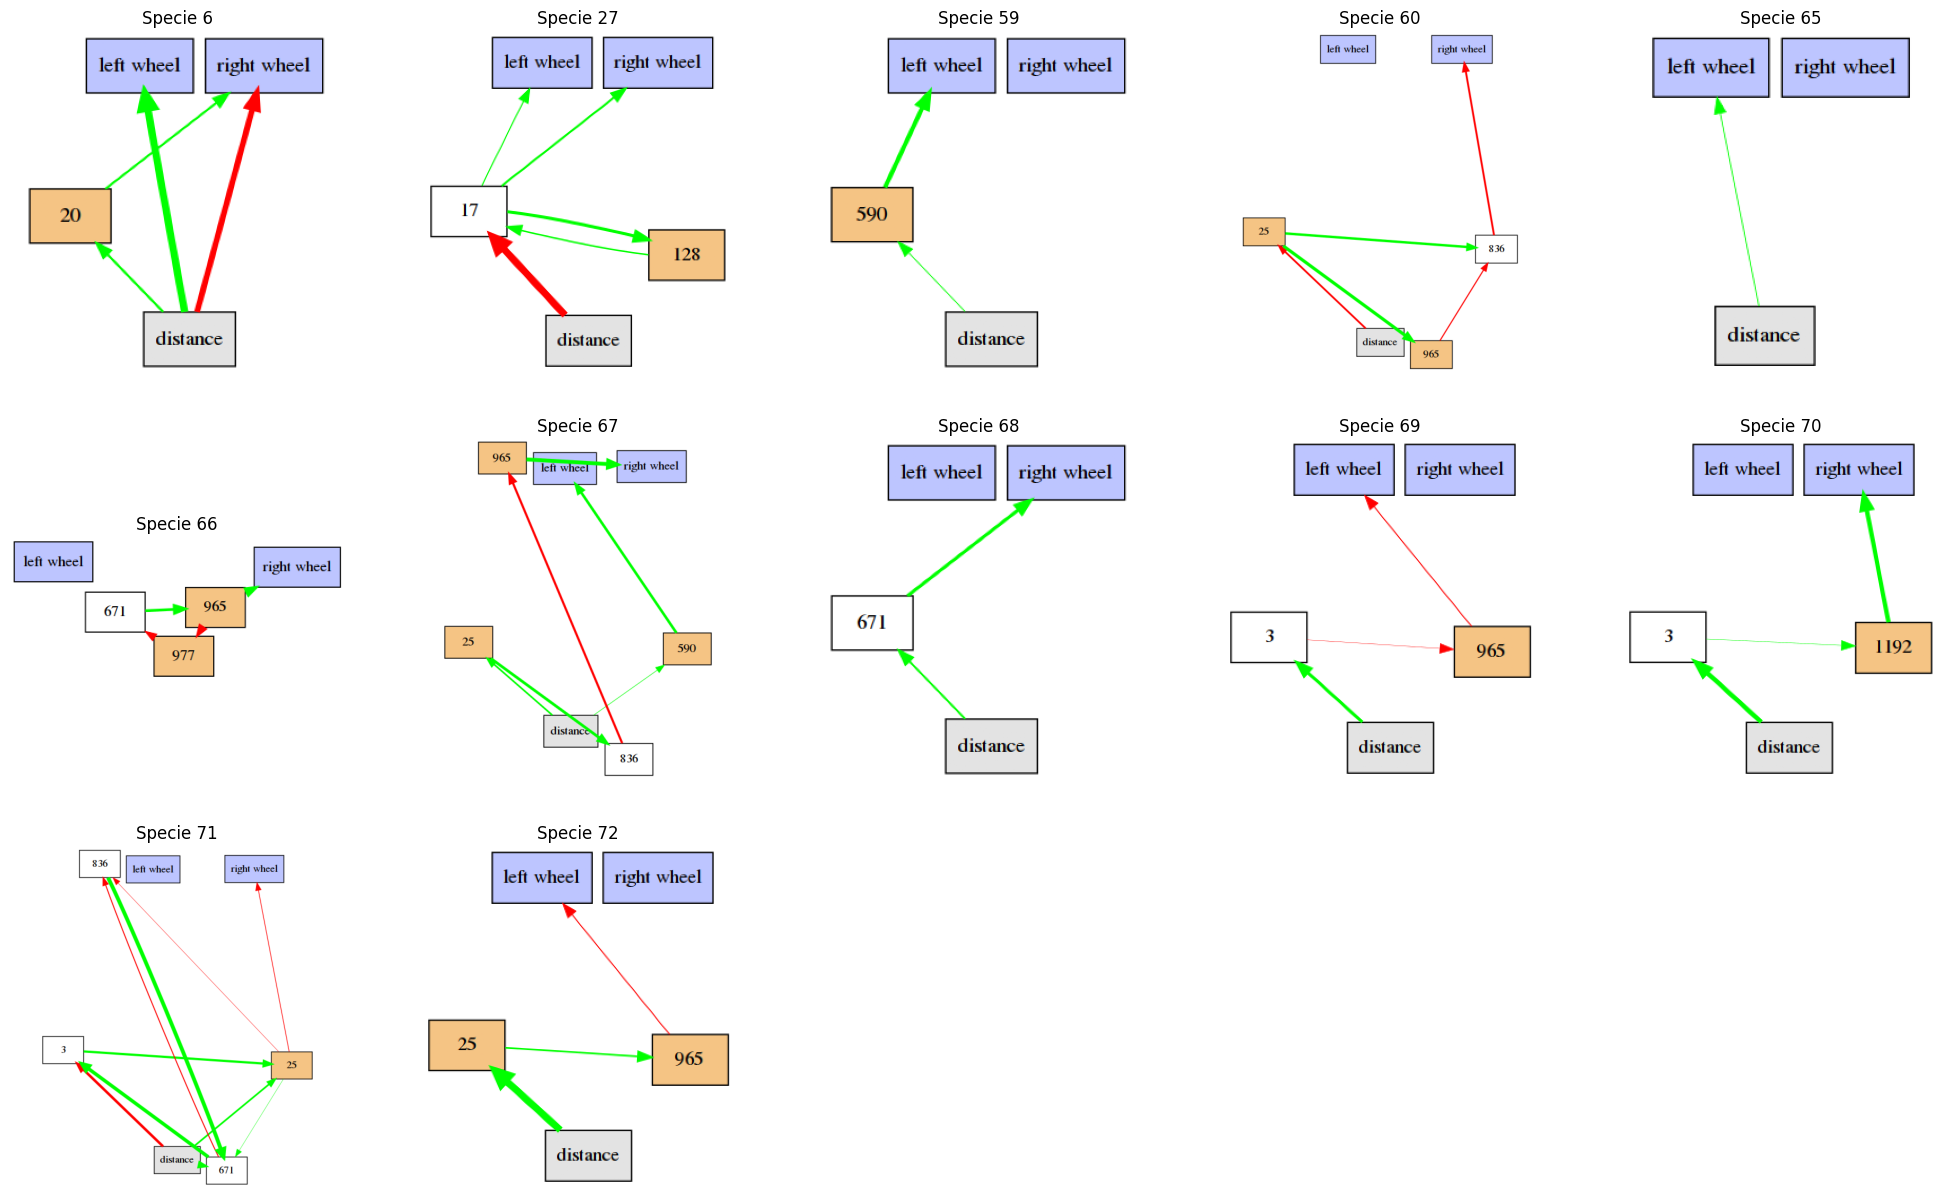 Specie 6
left wheel right wheel
20
distance
Specie 27
left wheel right wheel
17
128
distance
Specie 59
left wheel right wheel
590
distance
Specie 60
left wheel right wheel
25
836
distance
965
Specie 65
left wheel right wheel
distance
Specie 66
left wheel right wheel
671 965
977
Specie 67
965 left wheel right wheel
25 590
distance
836
Specie 68
left wheel right wheel
671
distance
Specie 69
left wheel right wheel
3 965
distance
Specie 70
left wheel right wheel
3 1192
distance
Specie 71
836 left wheel right wheel
3 25
distance 671
Specie 72
left wheel right wheel
25 965
distance